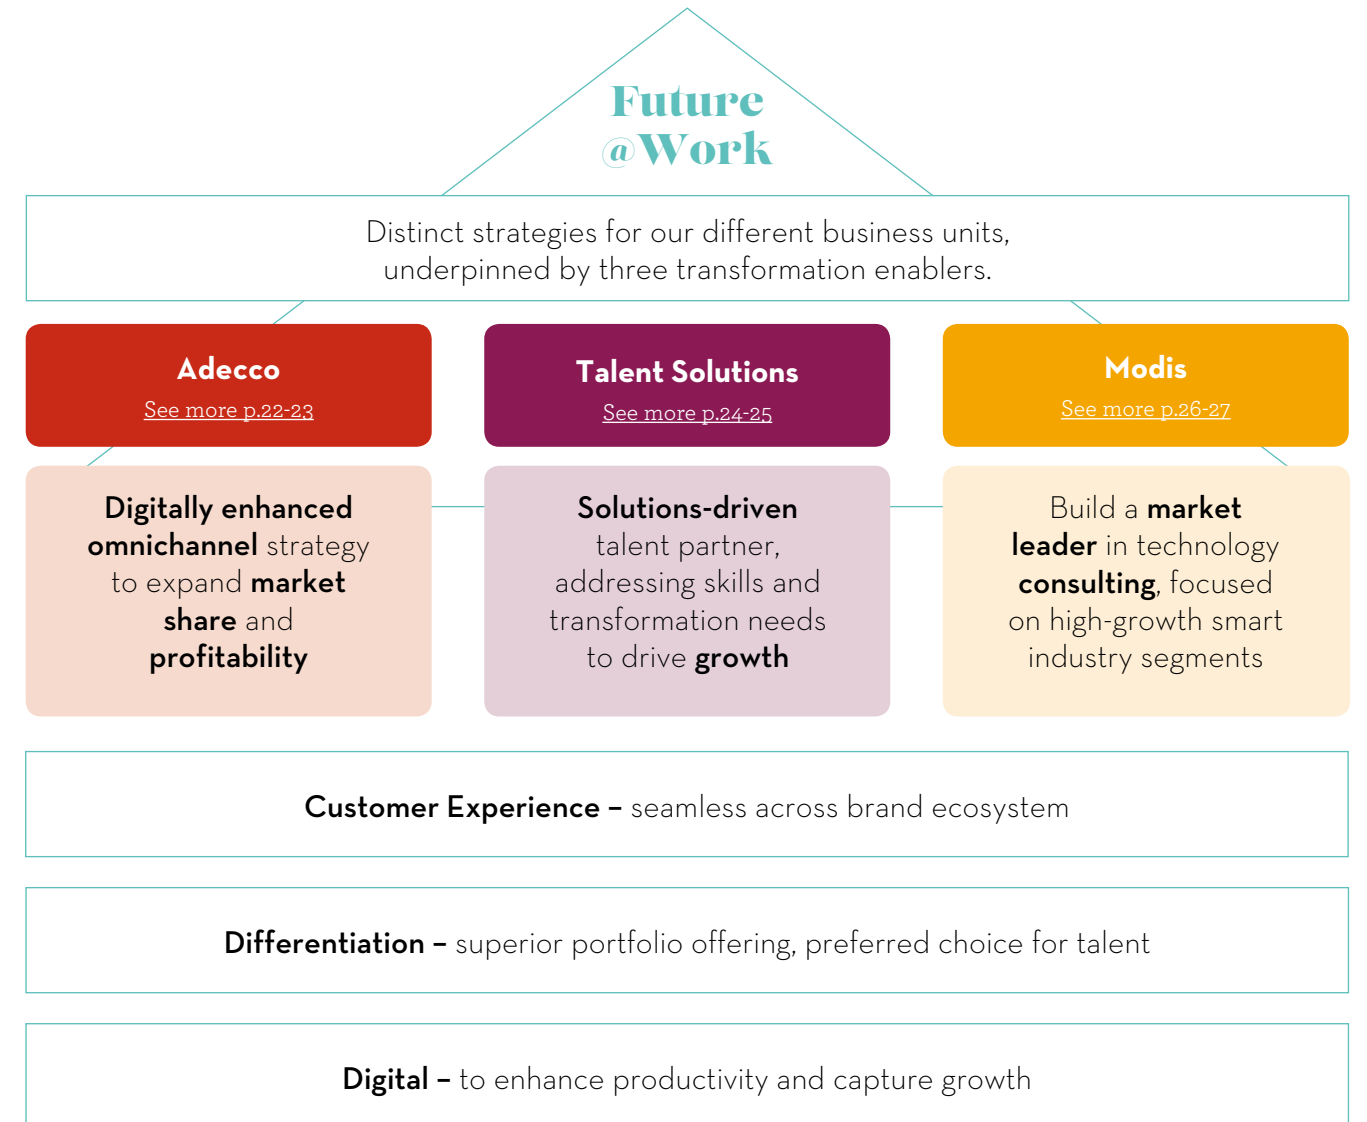 Future
@Work
Distinct strategies for our different business units,
underpinned by three transformation enablers.
Adecco
See more p.22-23
Talent Solutions
See more p.24-25
Modis
See more p.26-27
Digitally enhanced
omnichannel strategy
to expand market
share and
profitability
Solutions-driven
talent partner,
addressing skills and
transformation needs
to drive growth
Build a market
leader in technology
consulting, focused
on high-growth smart
industry segments
Customer Experience – seamless across brand ecosystem
Differentiation – superior portfolio offering, preferred choice for talent
Digital – to enhance productivity and capture growth